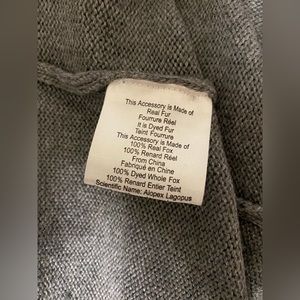 This Accessory is Made of
Real Fur
Fourrure Réel
It is Dyed Fur
Teint Fourrure
This Accessory is Made of
100% Real Fox
100% Renard Réel
From China
Fabriqué en Chine
100% Dyed Whole Fox
100% Renard Entier Teint
Scientific Name: Alopex Lagopus